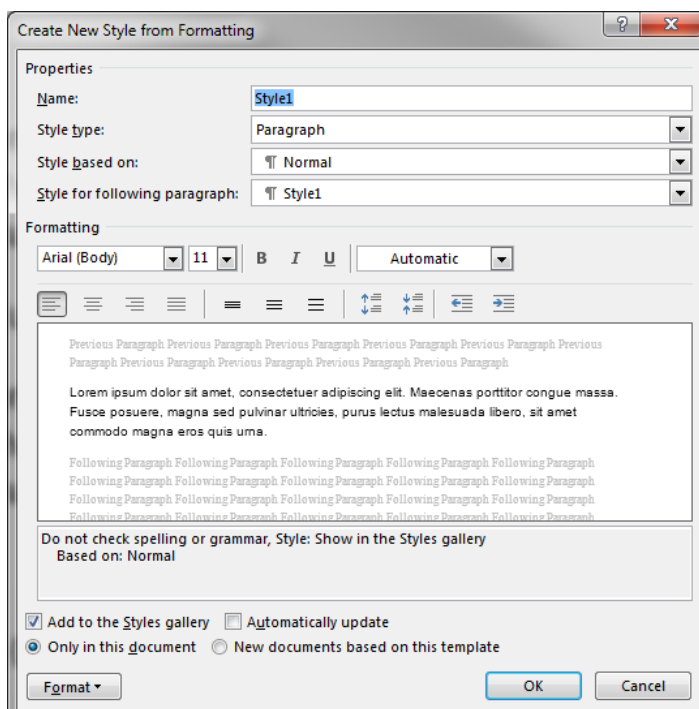 Create New Style from Formatting
Properties
Name: Style1
Style type: Paragraph
Style based on: ¶ Normal
Style for following paragraph: ¶ Style1
Formatting
Arial (Body) 11 B I U Automatic
Previous Paragraph Previous Paragraph Previous Paragraph Previous Paragraph Previous Paragraph Previous
Paragraph Previous Paragraph Previous Paragraph Previous Paragraph Previous Paragraph
Lorem ipsum dolor sit amet, consectetuer adipiscing elit. Maecenas porttitor congue massa.
Fusce posuere, magna sed pulvinar ultricies, purus lectus malesuada libero, sit amet
commodo magna eros quis urna.
Following Paragraph Following Paragraph Following Paragraph Following Paragraph Following Paragraph
Following Paragraph Following Paragraph Following Paragraph Following Paragraph Following Paragraph
Following Paragraph Following Paragraph Following Paragraph Following Paragraph Following Paragraph
Following Paragraph Following Paragraph Following Paragraph Following Paragraph Following Paragraph
Do not check spelling or grammar, Style: Show in the Styles gallery
Based on: Normal
Add to the Styles gallery Automatically update
Only in this document New documents based on this template
Format OK Cancel